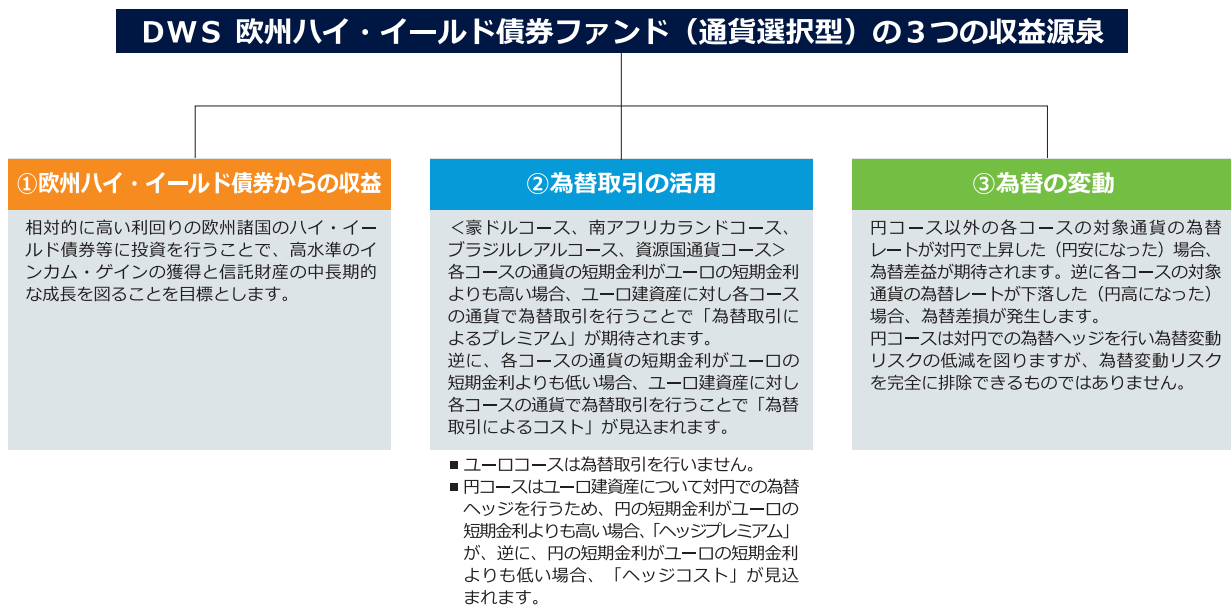 DWS 欧州ハイ・イールド債券ファンド（通貨選択型）の３つの収益源泉
①欧州ハイ・イールド債券からの収益
相対的に高い利回りの欧州諸国のハイ・イー
ルド債券等に投資を行うことで、高水準のイ
ンカム・ゲインの獲得と信託財産の中長期的
な成長を図ることを目標とします。
②為替取引の活用
＜豪ドルコース、南アフリカランドコース、
ブラジルレアルコース、資源国通貨コース＞
各コースの通貨の短期金利がユーロの短期金利
よりも高い場合、ユーロ建資産に対し各コース
の通貨で為替取引を行うことで「為替取引に
よるプレミアム」が期待されます。
逆に、各コースの通貨の短期金利がユーロの
短期金利よりも低い場合、ユーロ建資産に対し
各コースの通貨で為替取引を行うことで「為替
取引によるコスト」が見込まれます。
■ ユーロコースは為替取引を行いません。
■ 円コースはユーロ建資産について対円での為替
ヘッジを行うため、円の短期金利がユーロの
短期金利よりも高い場合、「ヘッジプレミアム」
が、逆に、円の短期金利がユーロの短期金利
よりも低い場合、「ヘッジコスト」が見込
まれます。
③為替の変動
円コース以外の各コースの対象通貨の為替
レートが対円で上昇した（円安になった）場合、
為替差益が期待されます。逆に各コースの対象
通貨の為替レートが下落した（円高になった）
場合、為替差損が発生します。
円コースは対円での為替ヘッジを行い為替変動
リスクの低減を図りますが、為替変動リスク
を完全に排除できるものではありません。